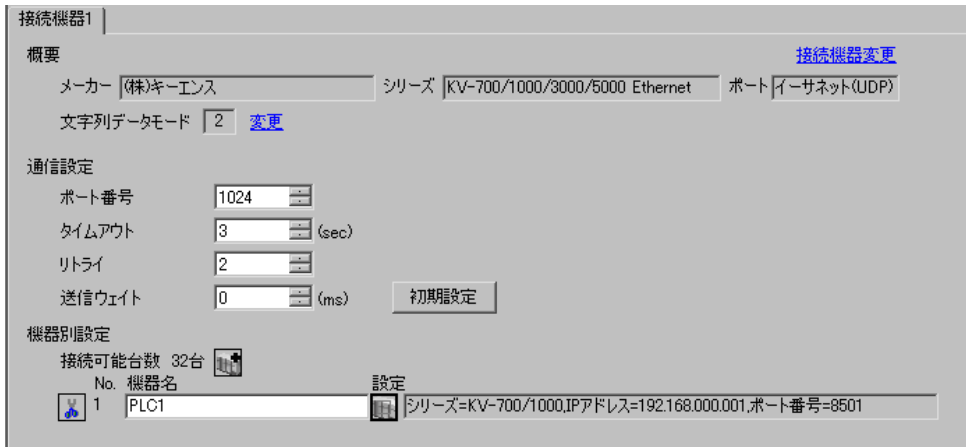 接続機器1
概要 接続機器変更
メーカー (株)キーエンス シリーズ KV-700/1000/3000/5000 Ethernet ポート イーサネット(UDP)
文字列データモード 2 変更
通信設定
ポート番号 1024
タイムアウト 3 (sec)
リトライ 2
送信ウェイト 0 (ms) 初期設定
機器別設定
接続可能台数 32台
No. 機器名 設定
1 PLC1 シリーズ=KV-700/1000,IPアドレス=192.168.000.001,ポート番号=8501